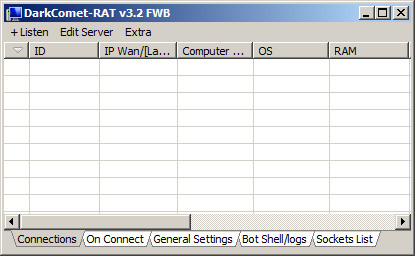 DarkComet-RAT v3.2 FWB
+Listen Edit Server Extra
ID IP Wan/[La... Computer ... OS RAM
Connections On Connect General Settings Bot Shell/logs Sockets List